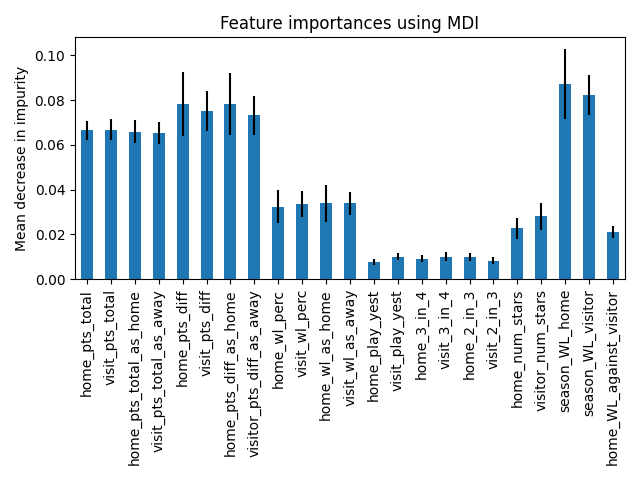 Feature importances using MDI
Mean decrease in impurity
0.10
0.08
0.06
0.04
0.02
0.00
home_pts_total
visit_pts_total
home_pts_total_as_home
visit_pts_total_as_away
home_pts_diff
visit_pts_diff
home_pts_diff_as_home
visitor_pts_diff_as_away
home_wl_perc
visit_wl_perc
home_wl_as_home
visit_wl_as_away
home_play_yest
visit_play_yest
home_3_in_4
visit_3_in_4
home_2_in_3
visit_2_in_3
home_num_stars
visitor_num_stars
season_WL_home
season_WL_visitor
home_WL_against_visitor